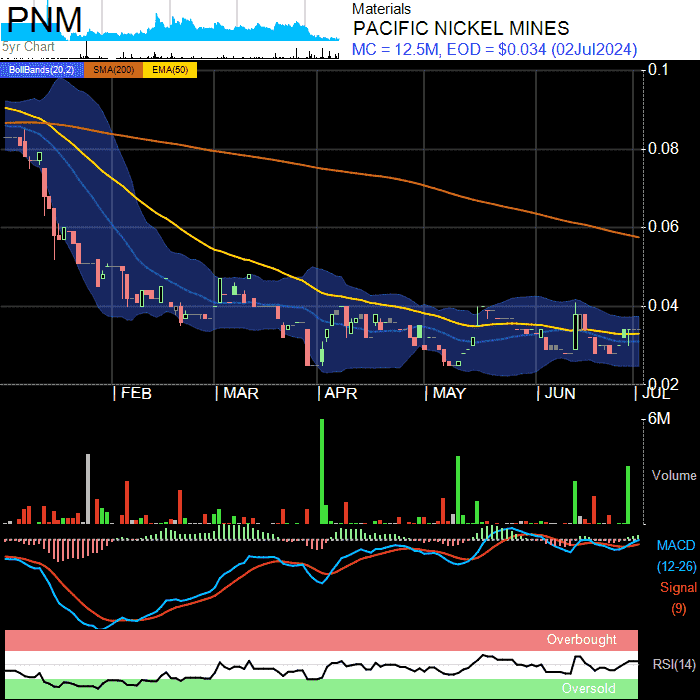 PNM
5yr Chart
Materials
PACIFIC NICKEL MINES
MC = 12.5M, EOD = $0.034 (02Jul2024)
BollBands(20,2) SMA(200) EMA(50)
0.1
0.08
0.06
0.04
0.02
FEB MAR APR MAY JUN JUL
6M
Volume
MACD
(12-26)
Signal
(9)
Overbought
RSI(14)
Oversold